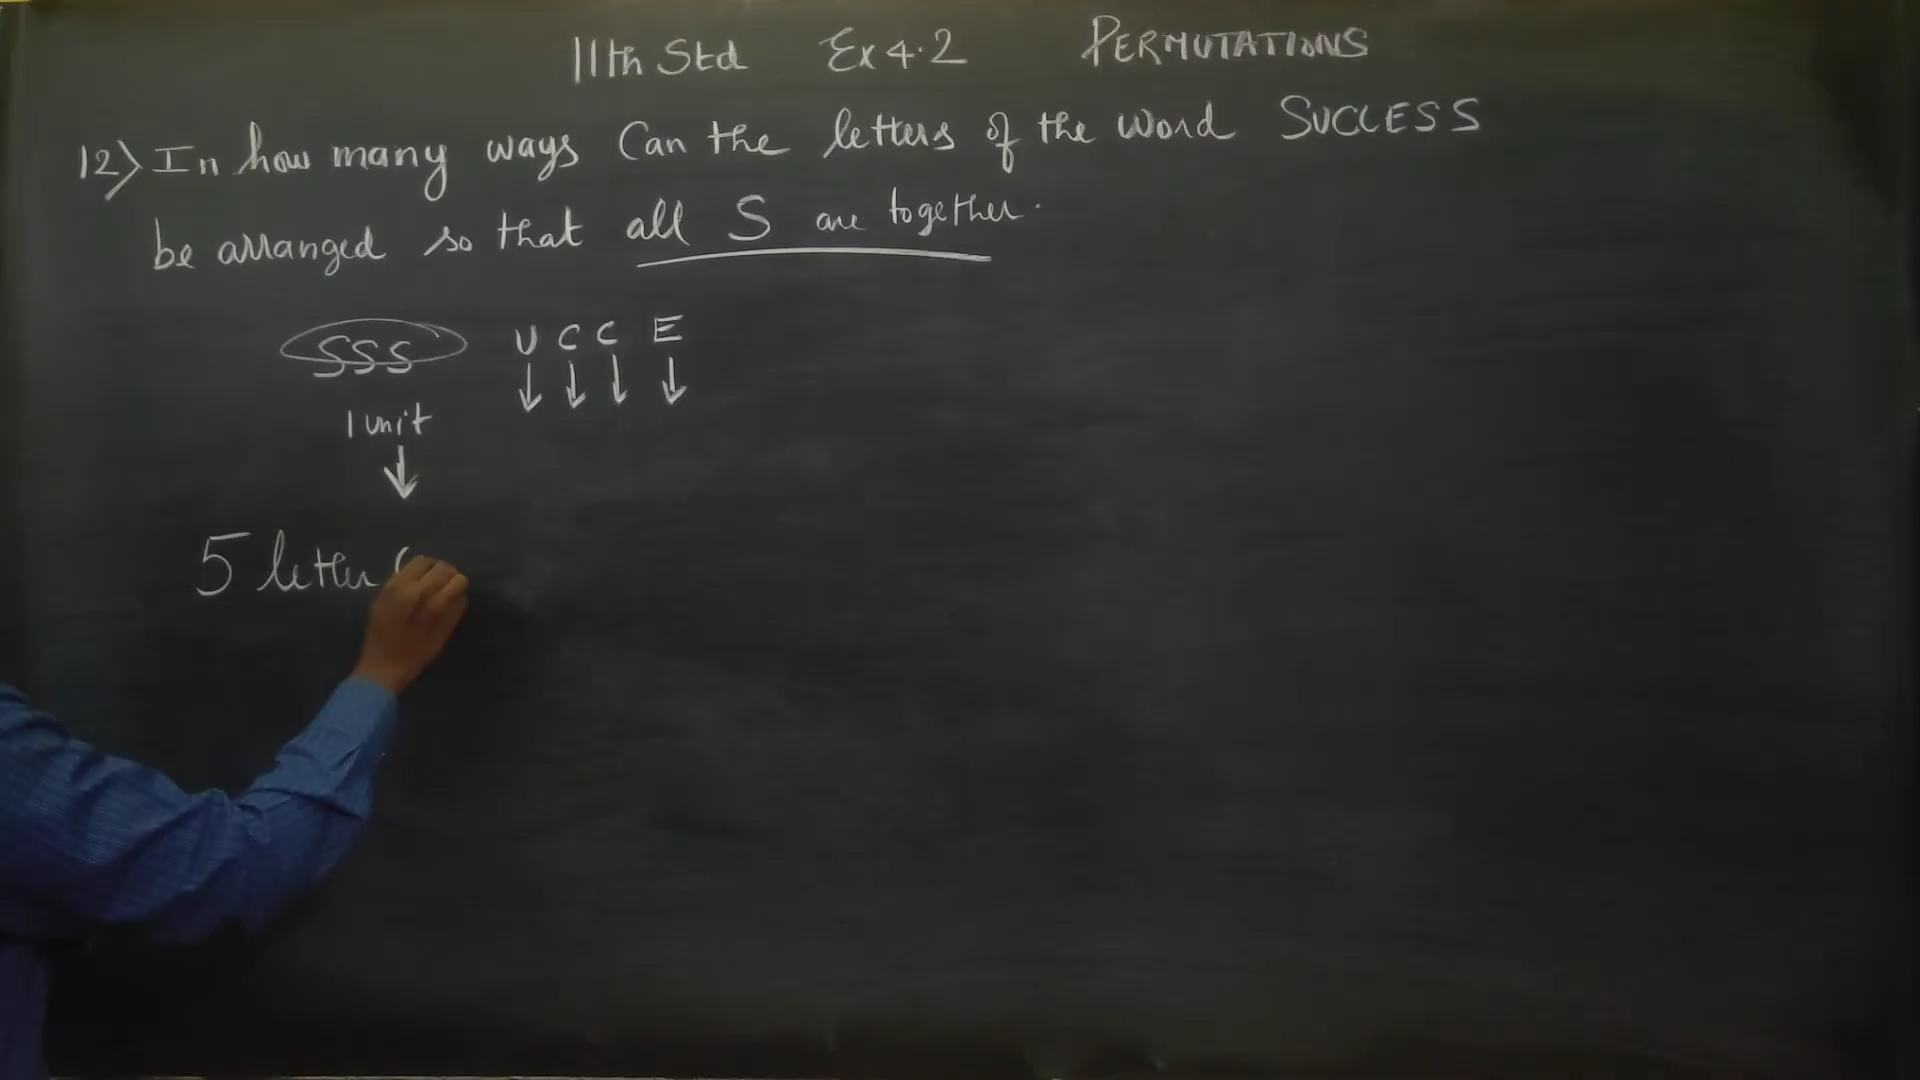 11th Std Ex 4.2 PERMUTATIONS
12) In how many ways Can the letters of the word SUCCESS
be arranged so that all S are together.
SSS U C C E
1 unit
5 letter (